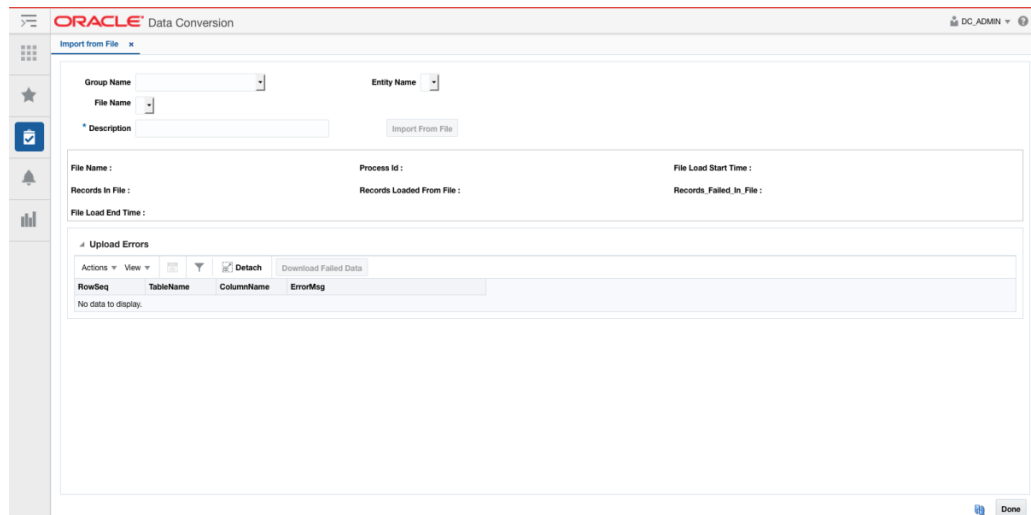 ORACLE® Data Conversion
DC_ADMIN
Import from File x
Group Name
Entity Name
File Name
* Description
Import From File
File Name :
Process Id :
File Load Start Time :
Records In File :
Records Loaded From File :
Records_Failed_In_File :
File Load End Time :
Upload Errors
Actions View Detach Download Failed Data
RowSeq TableName ColumnName ErrorMsg
No data to display.
Done